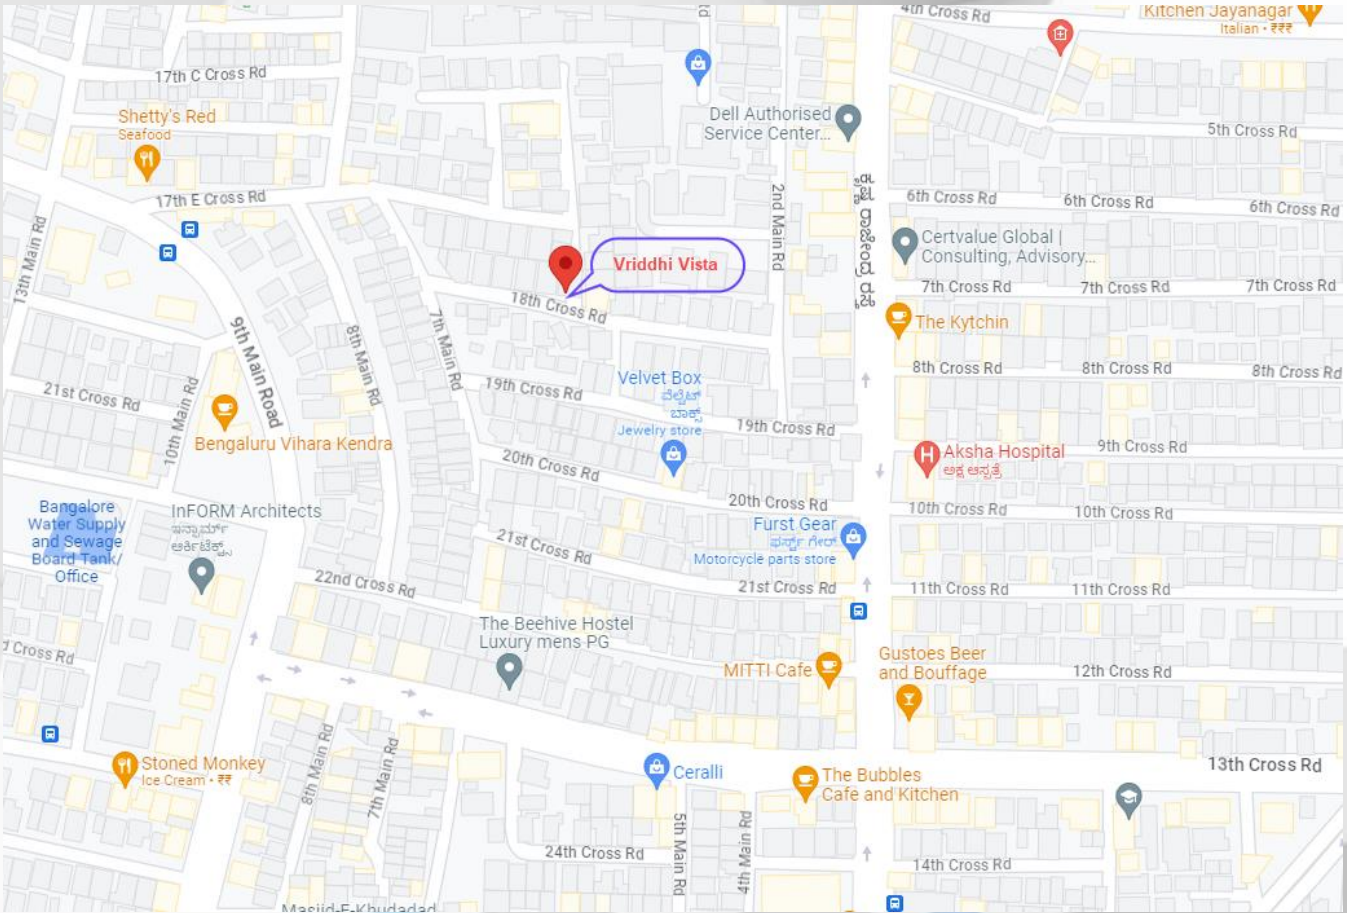 4th Cross Rd
Kitchen Jayanagar
Italian • ₹₹₹
17th C Cross Rd
Shetty's Red
Seafood
Dell Authorised
Service Center...
5th Cross Rd
17th E Cross Rd
2nd Main Rd
6th Cross Rd
6th Cross Rd
6th Cross Rd
13th Main Rd
Certvalue Global |
Consulting, Advisory...
Vriddhi Vista
7th Cross Rd
7th Cross Rd
7th Cross Rd
18th Cross Rd
The Kytchin
9th Main Road
8th Main Rd
7th Main Rd
8th Cross Rd
8th Cross Rd
8th Cross Rd
21st Cross Rd
10th Main Rd
19th Cross Rd
Velvet Box
ವೆಲ್ವೆಟ್
ಬಾಕ್ಸ್
Jewelry store
19th Cross Rd
Bengaluru Vihara Kendra
Aksha Hospital
ಅಕ್ಷ ಆಸ್ಪತ್ರೆ
9th Cross Rd
20th Cross Rd
20th Cross Rd
10th Cross Rd
10th Cross Rd
Bangalore
Water Supply
and Sewage
Board Tank/
Office
InFORM Architects
ಇನ್ಫಾರ್ಮ್
ಆರ್ಕಿಟೆಕ್ಟ್ಸ್
Furst Gear
ಫರ್ಸ್ಟ್ ಗೇರ್
Motorcycle parts store
21st Cross Rd
21st Cross Rd
22nd Cross Rd
11th Cross Rd
11th Cross Rd
The Beehive Hostel
Luxury mens PG
d Cross Rd
MITTI Cafe
Gustoes Beer
and Bouffage
12th Cross Rd
Stoned Monkey
Ice Cream • ₹₹
8th Main Rd
7th Main Rd
Ceralli
The Bubbles
Cafe and Kitchen
13th Cross Rd
5th Main Rd
4th Main Rd
24th Cross Rd
14th Cross Rd
Masjid-E-Khudadad